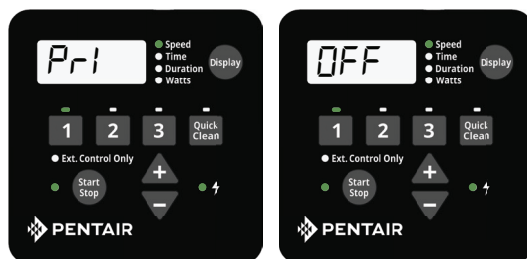 PrI
Speed
Time
Duration
Watts
Display
1
2
3
Quick
Clean
Ext. Control Only
Start
Stop
+
−
PENTAIR
OFF
Speed
Time
Duration
Watts
Display
1
2
3
Quick
Clean
Ext. Control Only
Start
Stop
+
−
PENTAIR